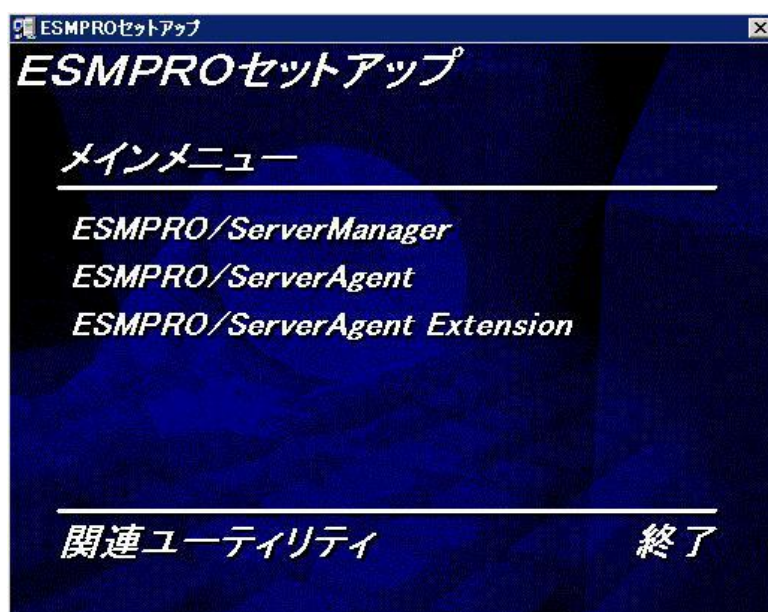 ESMPROセットアップ
ESMPROセットアップ
メインメニュー
ESMPRO/ServerManager
ESMPRO/ServerAgent
ESMPRO/ServerAgent Extension
関連ユーティリティ 終了